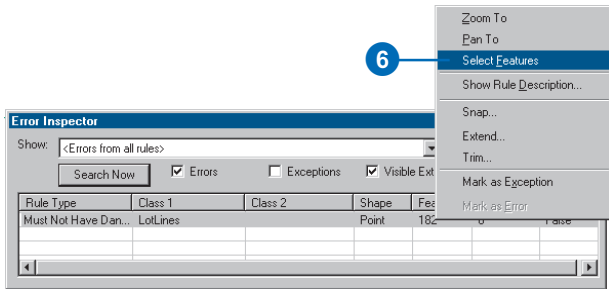 Zoom To
Pan To
6
Select Features
Show Rule Description...
Snap...
Extend...
Trim...
Mark as Exception
Mark as Error
Error Inspector
Show: <Errors from all rules>
Search Now Errors Exceptions Visible Ext
Rule Type Class 1 Class 2 Shape Fea
Must Not Have Dan... LotLines Point 182 0 False